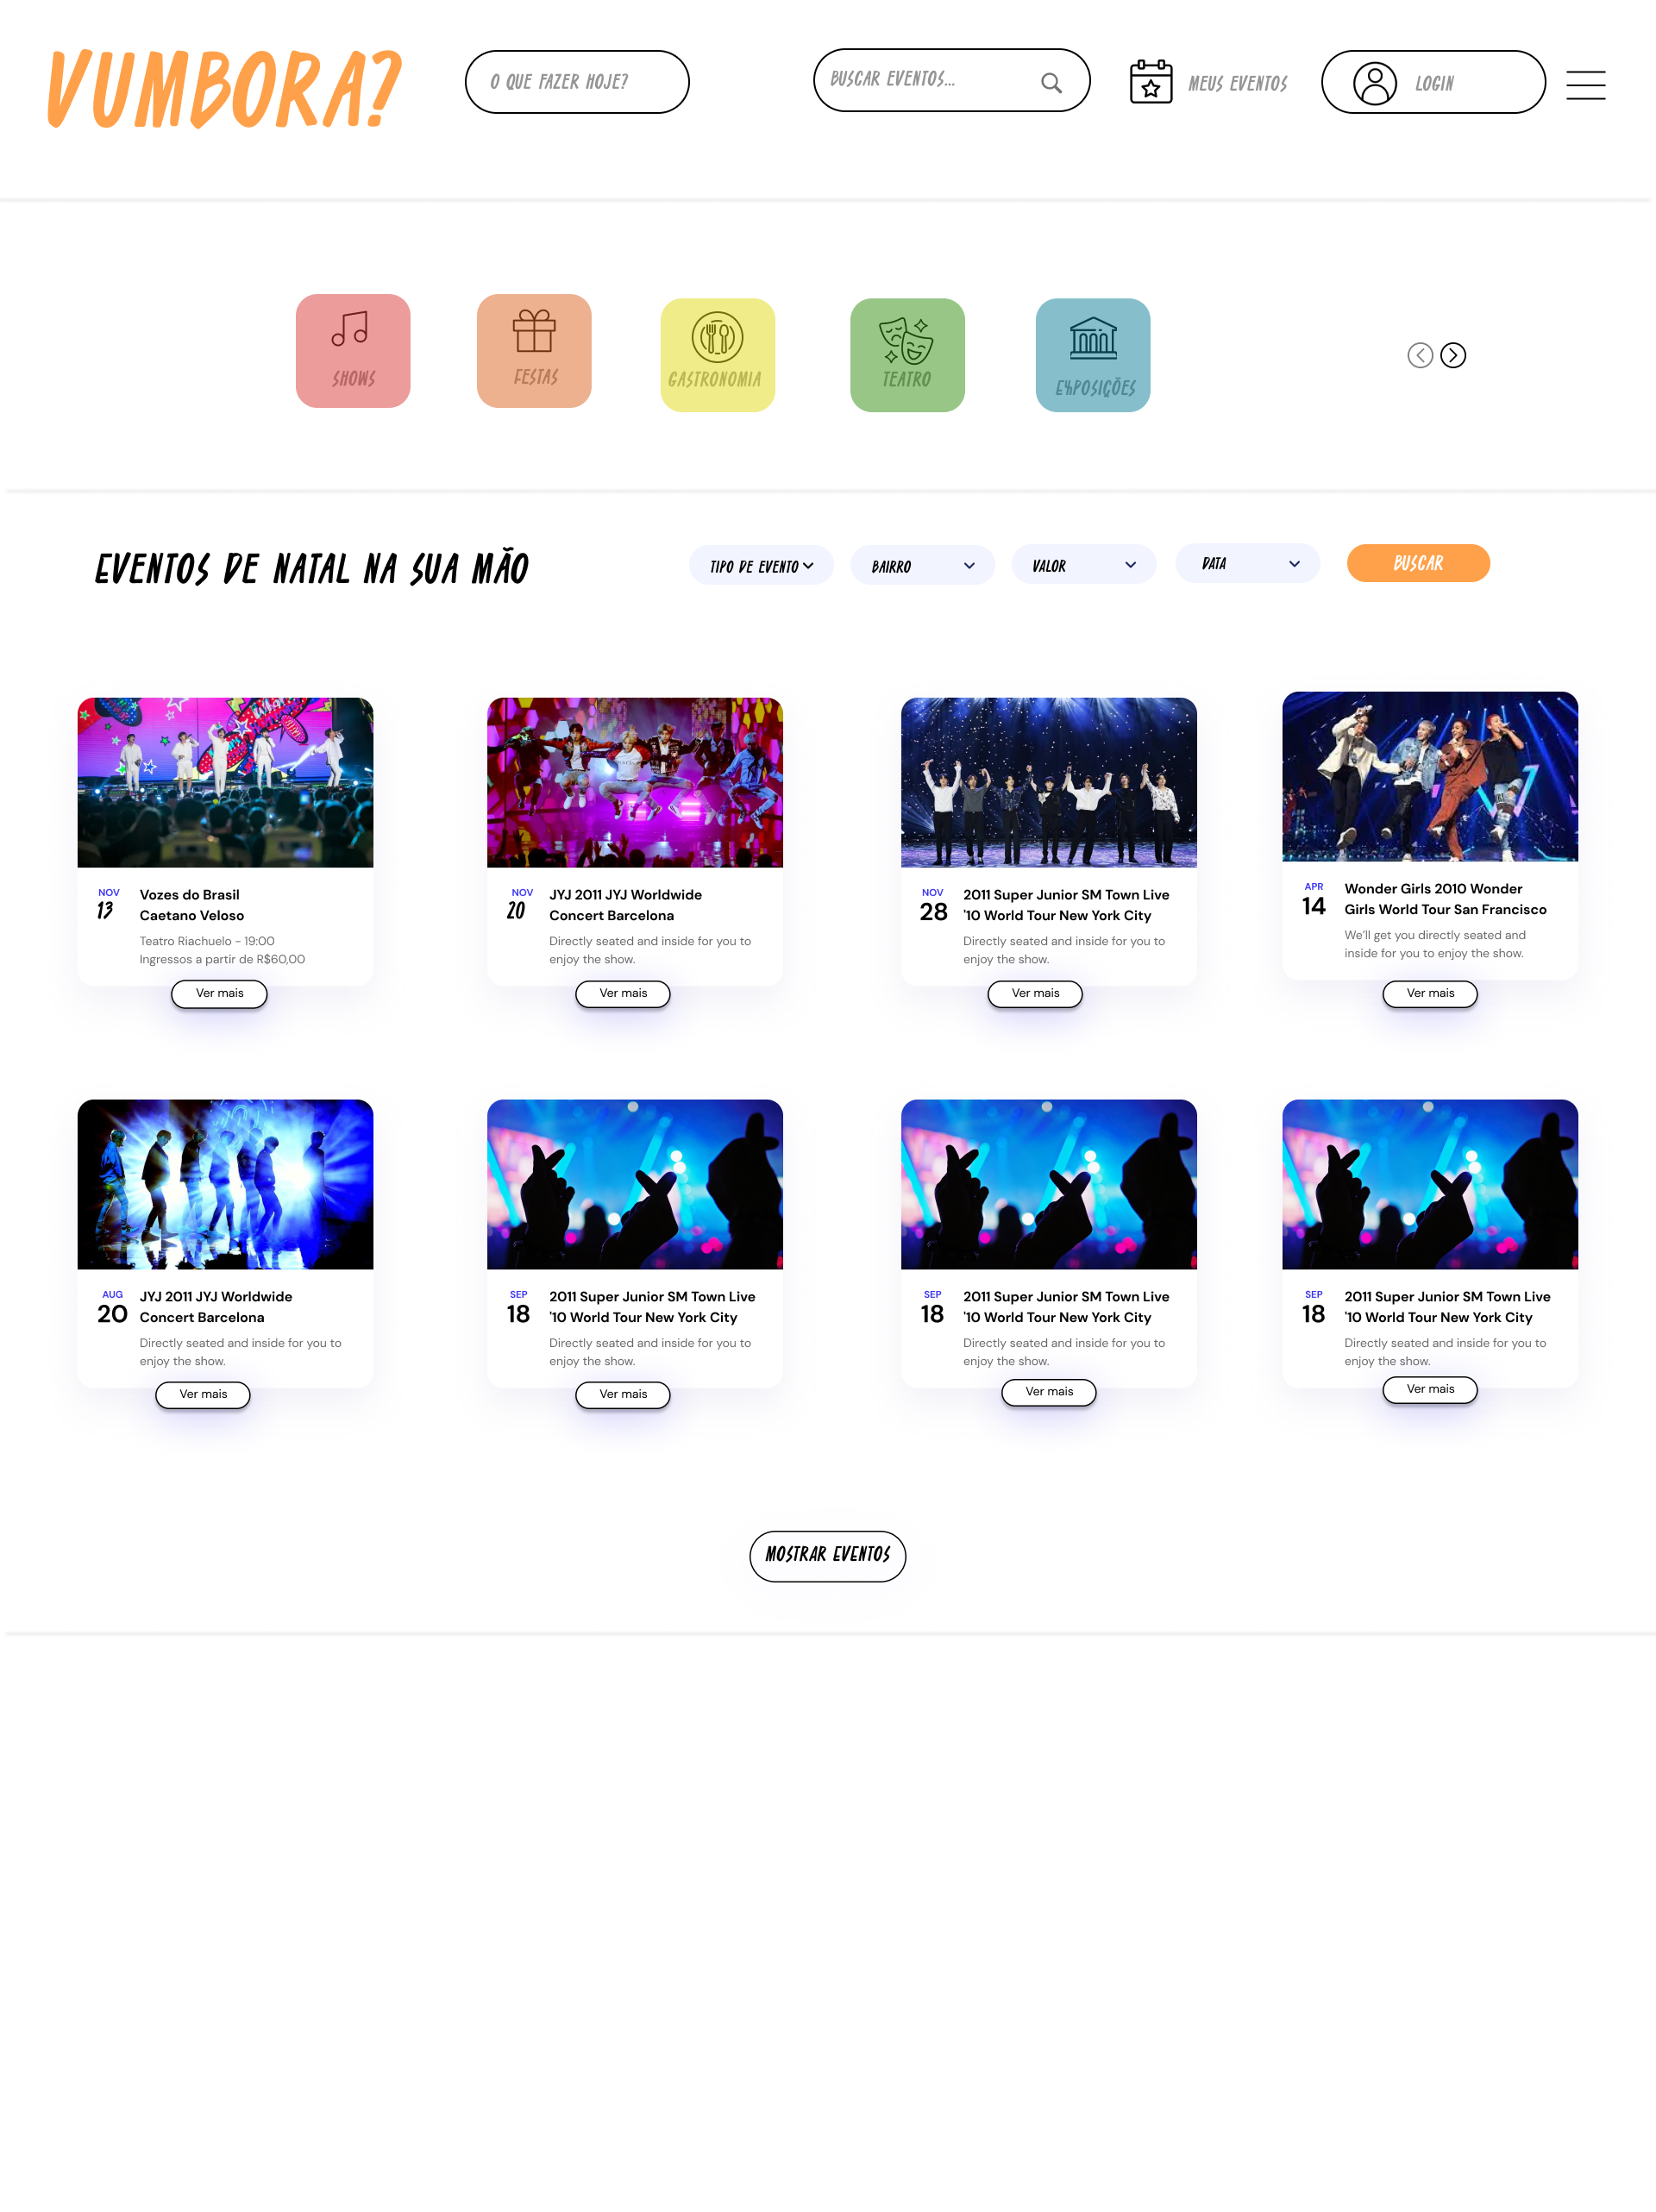 VUMBORA?
O QUE FAZER HOJE?
BUSCAR EVENTOS...
MEUS EVENTOS
LOGIN
SHOWS
FESTAS
GASTRONOMIA
TEATRO
EXPOSIÇÕES
EVENTOS DE NATAL NA SUA MÃO
TIPO DE EVENTO
BAIRRO
VALOR
DATA
BUSCAR
NOV
13
Vozes do Brasil
Caetano Veloso
Teatro Riachuelo - 19:00
Ingressos a partir de R$60,00
Ver mais
NOV
20
JYJ 2011 JYJ Worldwide
Concert Barcelona
Directly seated and inside for you to
enjoy the show.
Ver mais
NOV
28
2011 Super Junior SM Town Live
'10 World Tour New York City
Directly seated and inside for you to
enjoy the show.
Ver mais
APR
14
Wonder Girls 2010 Wonder
Girls World Tour San Francisco
We'll get you directly seated and
inside for you to enjoy the show.
Ver mais
AUG
20
JYJ 2011 JYJ Worldwide
Concert Barcelona
Directly seated and inside for you to
enjoy the show.
Ver mais
SEP
18
2011 Super Junior SM Town Live
'10 World Tour New York City
Directly seated and inside for you to
enjoy the show.
Ver mais
SEP
18
2011 Super Junior SM Town Live
'10 World Tour New York City
Directly seated and inside for you to
enjoy the show.
Ver mais
SEP
18
2011 Super Junior SM Town Live
'10 World Tour New York City
Directly seated and inside for you to
enjoy the show.
Ver mais
MOSTRAR EVENTOS